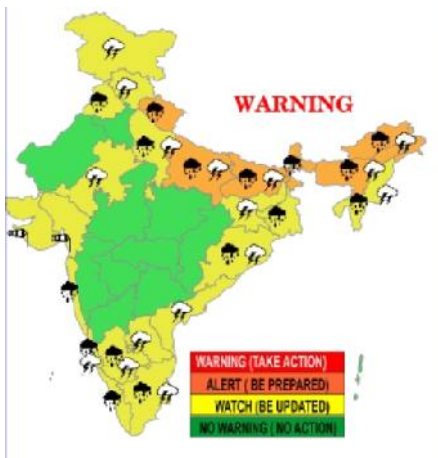 WARNING
WARNING (TAKE ACTION)
ALERT ( BE PREPARED)
WATCH (BE UPDATED)
NO WARNING ( NO ACTION)